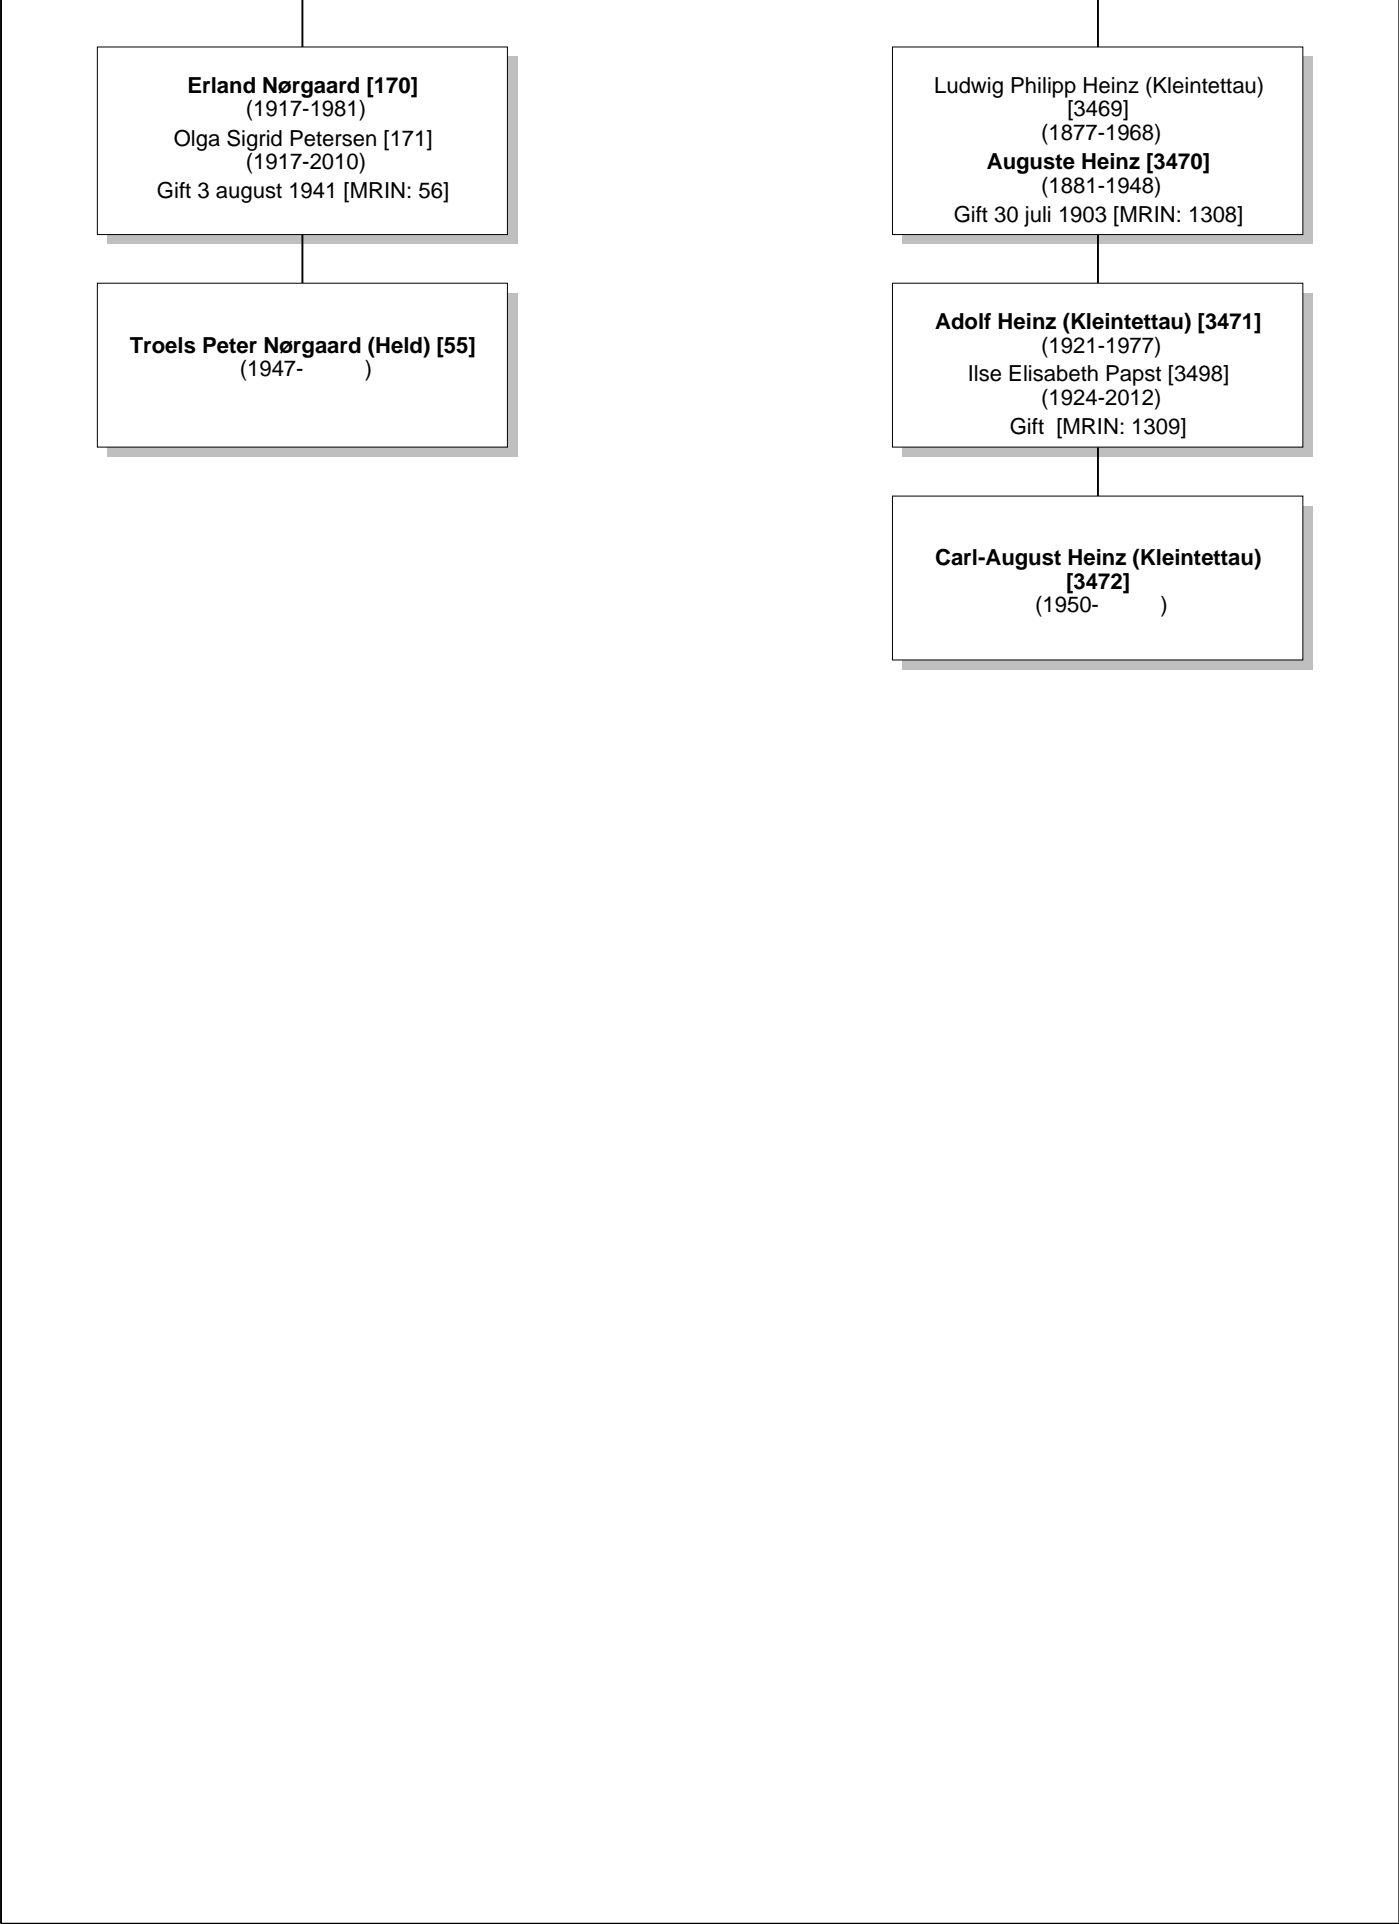 Erland Nørgaard [170]
(1917-1981)
Olga Sigrid Petersen [171]
(1917-2010)
Gift 3 august 1941 [MRIN: 56]
Troels Peter Nørgaard (Held) [55]
(1947- )
Ludwig Philipp Heinz (Kleintettau)
[3469]
(1877-1968)
Auguste Heinz [3470]
(1881-1948)
Gift 30 juli 1903 [MRIN: 1308]
Adolf Heinz (Kleintettau) [3471]
(1921-1977)
Ilse Elisabeth Papst [3498]
(1924-2012)
Gift [MRIN: 1309]
Carl-August Heinz (Kleintettau)
[3472]
(1950- )